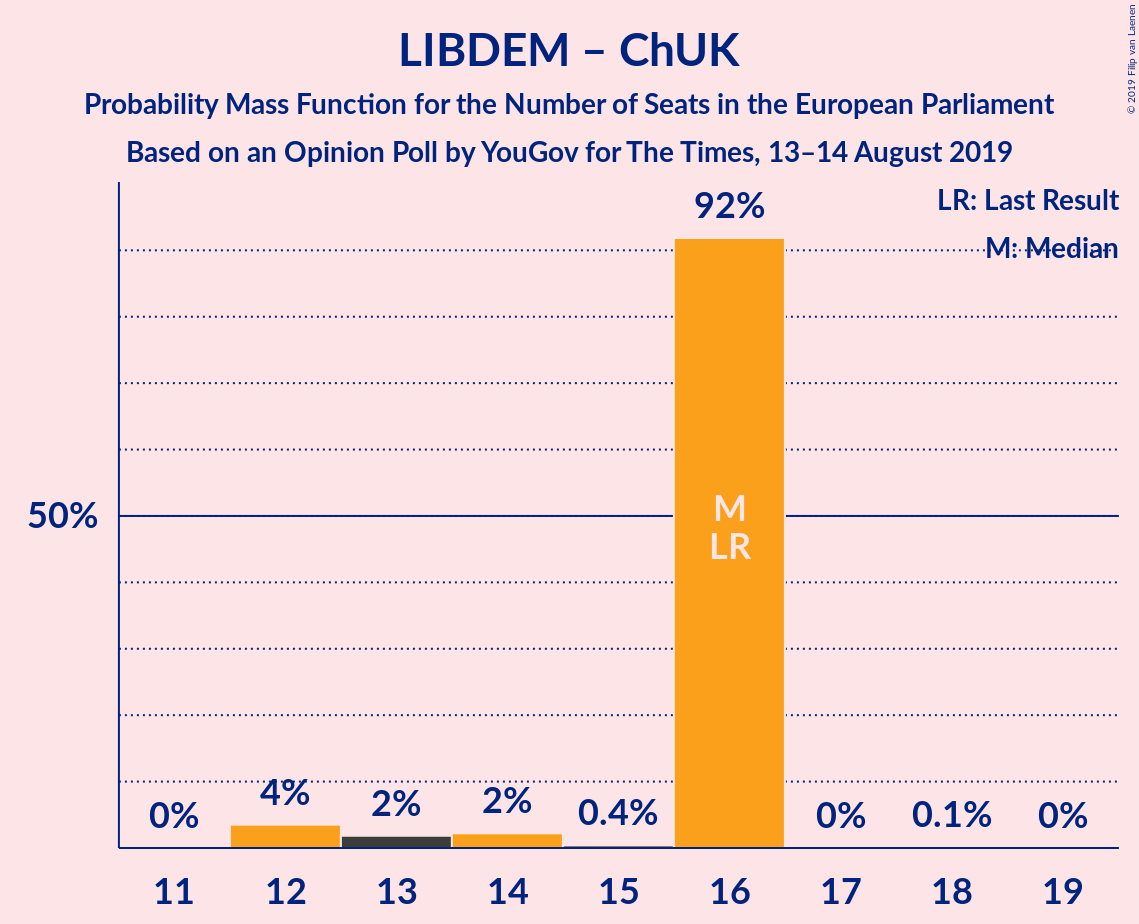 LIBDEM – ChUK
Probability Mass Function for the Number of Seats in the European Parliament
Based on an Opinion Poll by YouGov for The Times, 13–14 August 2019
© 2019 Filip van Laenen
LR: Last Result
M: Median
92%
50%
M
LR
0%
4%
2%
2%
0.4%
0%
0.1%
0%
11 12 13 14 15 16 17 18 19